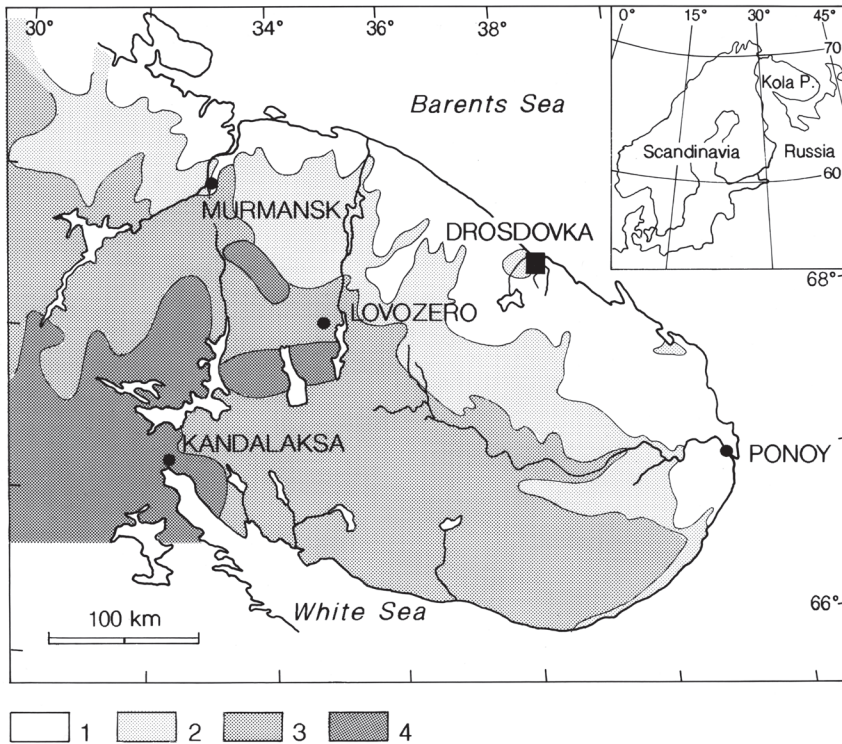 30° 34° 38°
0° 15° 30° 45°
70
Kola P.
Barents Sea
Scandinavia Russia
60
MURMANSK
DROSDOVKA
68°
LOVOZERO
KANDALAKSA
PONOY
66°
White Sea
100 km
1 2 3 4